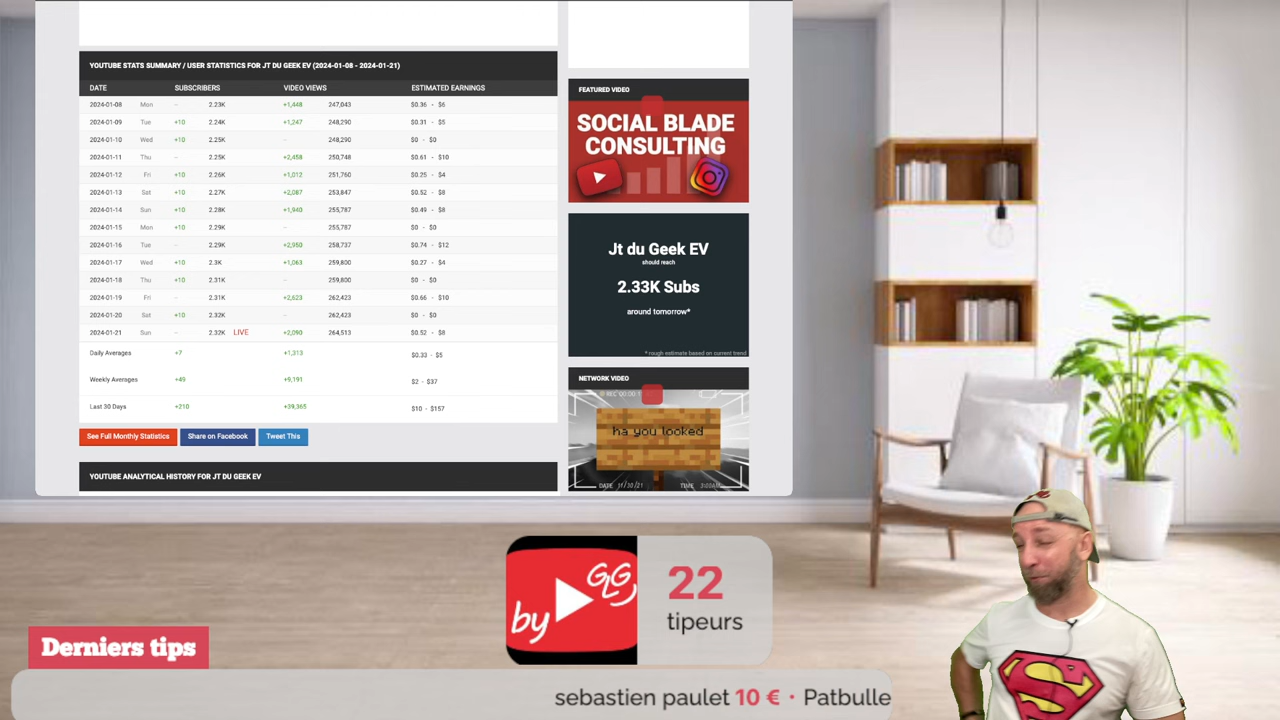 YOUTUBE STATS SUMMARY / USER STATISTICS FOR JT DU GEEK EV (2024-01-08 - 2024-01-21)
DATE SUBSCRIBERS VIDEO VIEWS ESTIMATED EARNINGS
2024-01-08 Mon -- 2.23K +1,448 247,043 $0.36 - $6
2024-01-09 Tue +10 2.24K +1,247 248,290 $0.31 - $5
2024-01-10 Wed +10 2.25K -- 248,290 $0 - $0
2024-01-11 Thu -- 2.25K +2,458 250,748 $0.61 - $10
2024-01-12 Fri +10 2.26K +1,012 251,760 $0.25 - $4
2024-01-13 Sat +10 2.27K +2,087 253,847 $0.52 - $8
2024-01-14 Sun +10 2.28K +1,940 255,787 $0.49 - $8
2024-01-15 Mon +10 2.29K -- 255,787 $0 - $0
2024-01-16 Tue -- 2.29K +2,950 258,737 $0.74 - $12
2024-01-17 Wed +10 2.3K +1,063 259,800 $0.27 - $4
2024-01-18 Thu +10 2.31K -- 259,800 $0 - $0
2024-01-19 Fri -- 2.31K +2,623 262,423 $0.66 - $10
2024-01-20 Sat +10 2.32K -- 262,423 $0 - $0
2024-01-21 Sun -- 2.32K LIVE +2,090 264,513 $0.52 - $8
Daily Averages +7 +1,313 $0.33 - $5
Weekly Averages +49 +9,191 $2 - $37
Last 30 Days +210 +39,365 $10 - $157
See Full Monthly Statistics Share on Facebook Tweet This
YOUTUBE ANALYTICAL HISTORY FOR JT DU GEEK EV
FEATURED VIDEO
SOCIAL BLADE
CONSULTING
Jt du Geek EV
should reach
2.33K Subs
around tomorrow*
* rough estimate based on current trend
NETWORK VIDEO
ha you looked
by GLG
22
tipeurs
Derniers tips
sebastien paulet 10 € · Patbulle